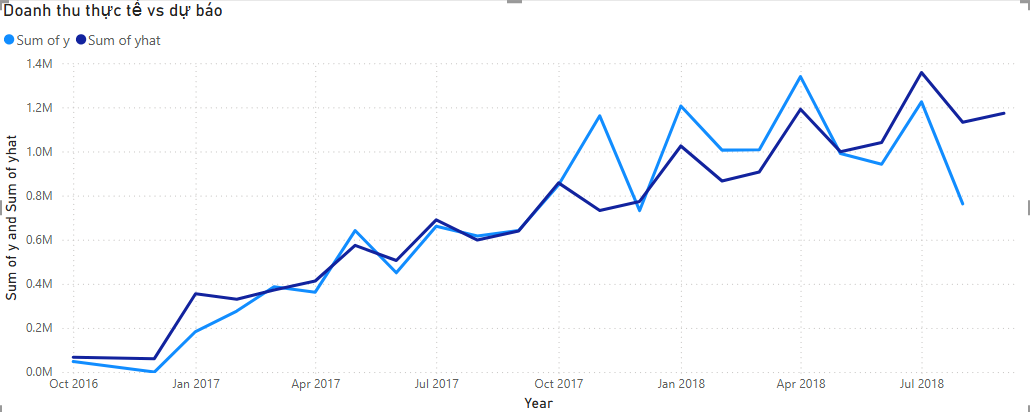 Doanh thu thực tế vs dự báo
Sum of y Sum of yhat
Sum of y and Sum of yhat
1.4M
1.2M
1.0M
0.8M
0.6M
0.4M
0.2M
0.0M
Oct 2016 Jan 2017 Apr 2017 Jul 2017 Oct 2017 Jan 2018 Apr 2018 Jul 2018
Year